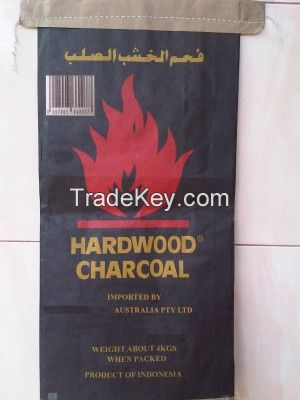 فحم الخشب الصلب
TradeKey.com
HARDWOOD®
CHARCOAL
IMPORTED BY
AUSTRALIA PTY LTD
WEIGHT ABOUT 4KGS
WHEN PACKED
PRODUCT OF INDONESIA